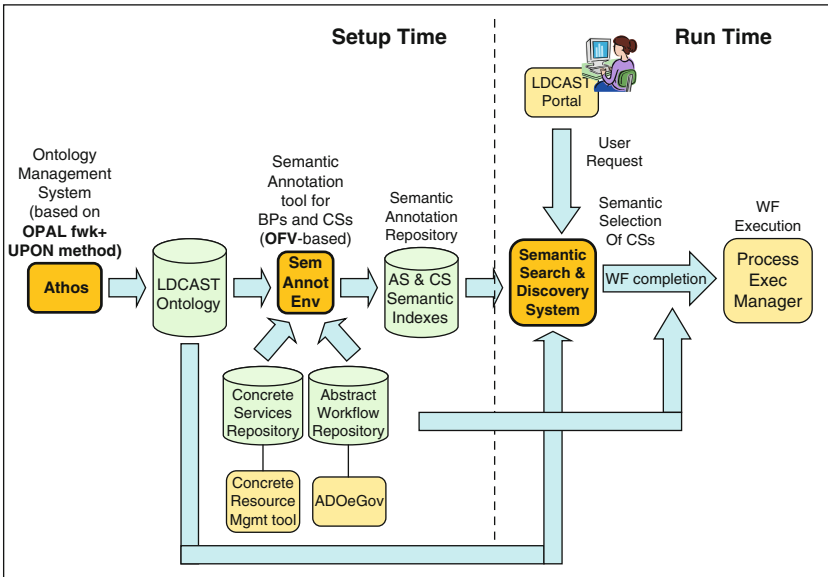 Setup Time
Run Time
LDCAST
Portal
User
Request
Ontology
Management
System
(based on
OPAL fwk+
UPON method)
Athos
LDCAST
Ontology
Semantic
Annotation
tool for
BPs and CSs
(OFV-based)
Sem
Annot
Env
Semantic
Annotation
Repository
AS & CS
Semantic
Indexes
Semantic
Search &
Discovery
System
Semantic
Selection
Of CSs
WF completion
WF
Execution
Process
Exec
Manager
Concrete
Services
Repository
Abstract
Workflow
Repository
Concrete
Resource
Mgmt tool
ADOeGov